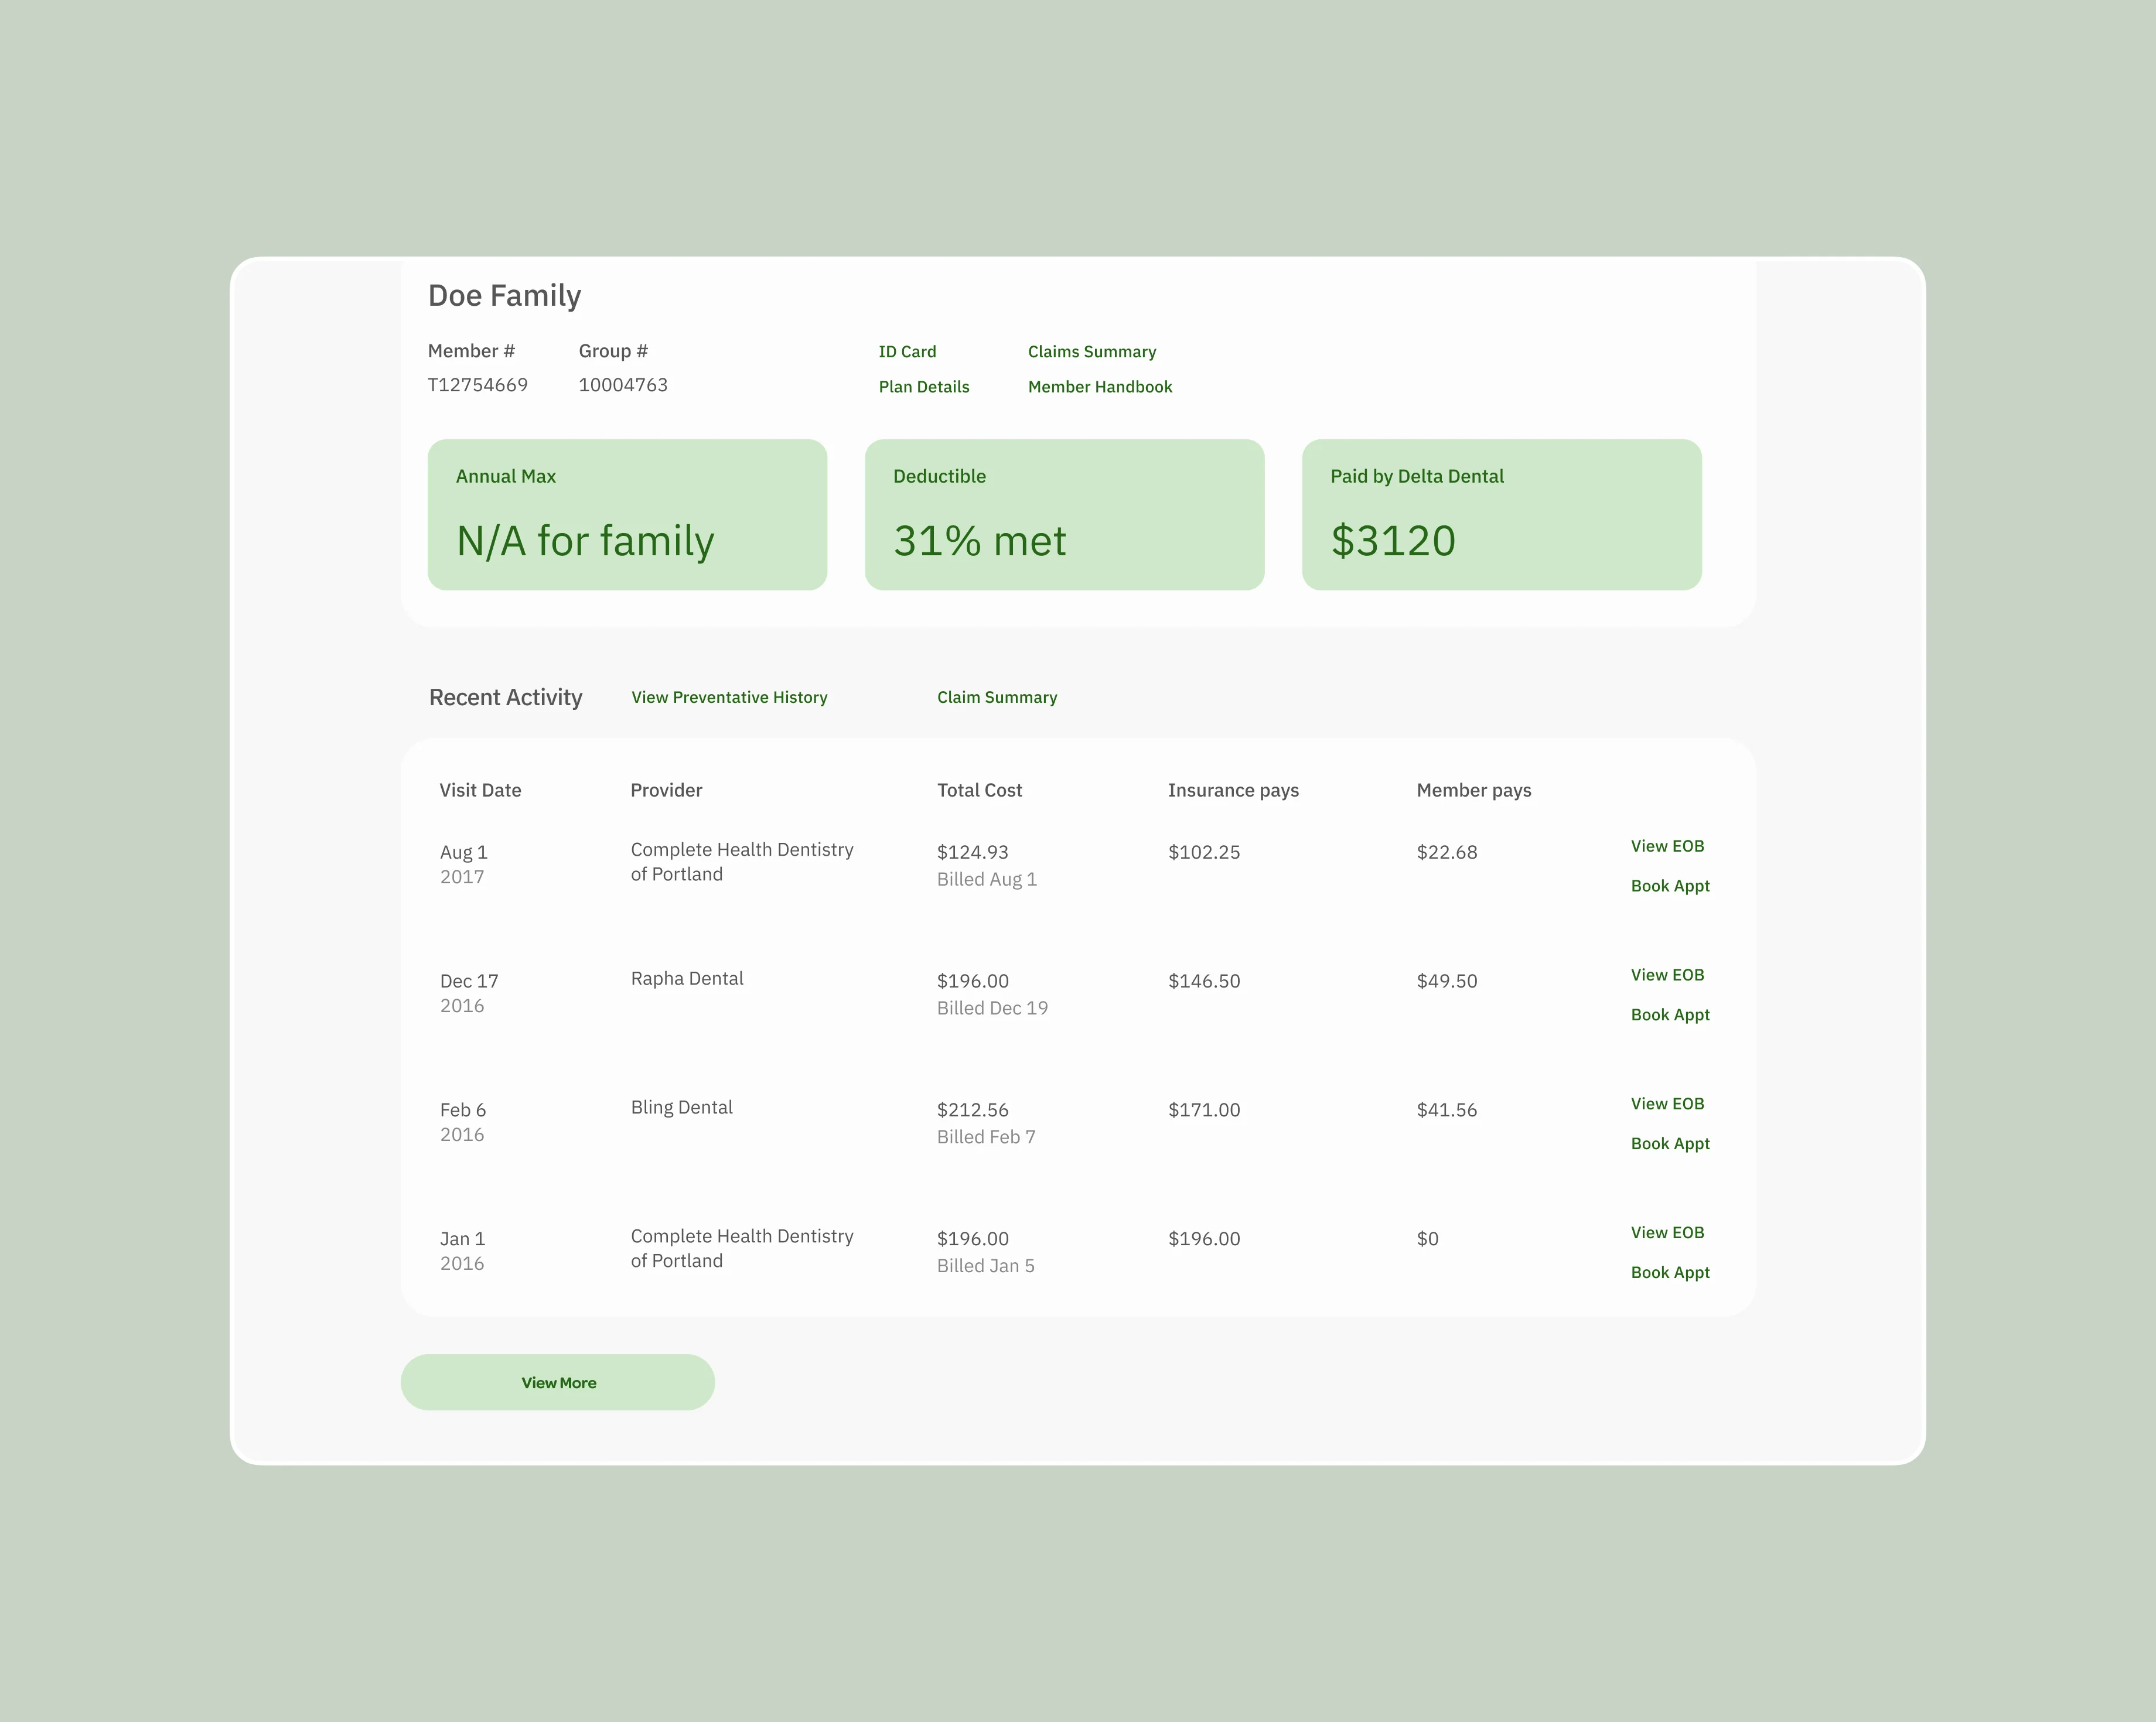 Doe Family
Member # Group # ID Card Claims Summary
T12754669 10004763 Plan Details Member Handbook
Annual Max Deductible Paid by Delta Dental
N/A for family 31% met $3120
Recent Activity View Preventative History Claim Summary
Visit Date Provider Total Cost Insurance pays Member pays
Aug 1 Complete Health Dentistry $124.93 $102.25 $22.68 View EOB
2017 of Portland Billed Aug 1 Book Appt
Dec 17 Rapha Dental $196.00 $146.50 $49.50 View EOB
2016 Billed Dec 19 Book Appt
Feb 6 Bling Dental $212.56 $171.00 $41.56 View EOB
2016 Billed Feb 7 Book Appt
Jan 1 Complete Health Dentistry $196.00 $196.00 $0 View EOB
2016 of Portland Billed Jan 5 Book Appt
View More